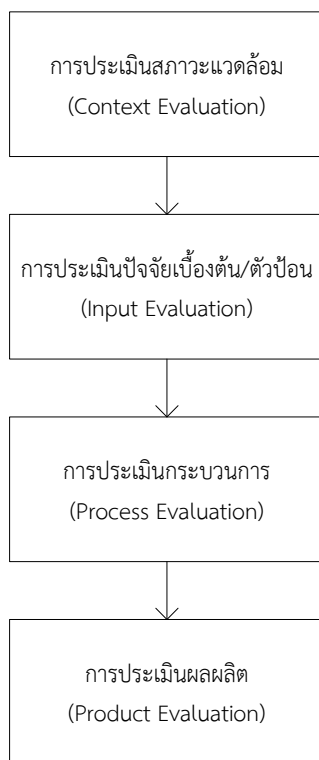 การประเมินสภาวะแวดล้อม
(Context Evaluation)
การประเมินปัจจัยเบื้องต้น/ตัวป้อน
(Input Evaluation)
การประเมินกระบวนการ
(Process Evaluation)
การประเมินผลผลิต
(Product Evaluation)